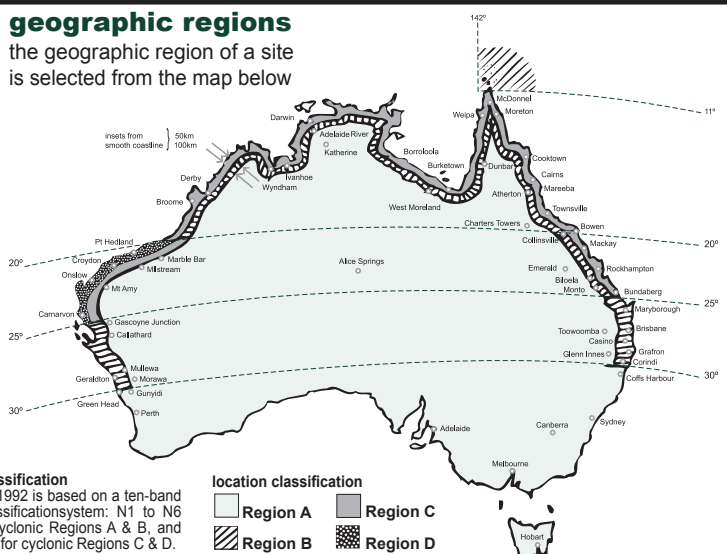 geographic regions
the geographic region of a site
is selected from the map below
142º
11º
McDonnel
Moreton
Weipa
Darwin
Adelaide River
Katherine
insets from
smooth coastline
50km
100km
Borroloola
Burketown
Dunbar
Cooktown
Cairns
Mareeba
Atherton
Ivanhoe
Wyndham
Derby
Broome
West Moreland
Townsville
Charters Towers
Bowen
Collinsville
Mackay
20º
Pt Hedland
Croydon
Marble Bar
Millstream
20º
Onslow
Mt Amy
Alice Springs
Emerald
Rockhampton
Biloela
Monto
Bundaberg
25º
Maryborough
Carnarvon
Gascoyne Junction
Callathard
25º
Toowoomba
Brisbane
Casino
Glenn Innes
Grafron
Corindi
Coffs Harbour
30º
Mullewa
Geraldton
Morawa
Gunyidi
Green Head
30º
Perth
Adelaide
Canberra
Sydney
Melbourne
Hobart
ssification
1992 is based on a ten-band
ssificationsystem: N1 to N6
yclonic Regions A & B, and
for cyclonic Regions C & D.
location classification
Region A
Region C
Region B
Region D